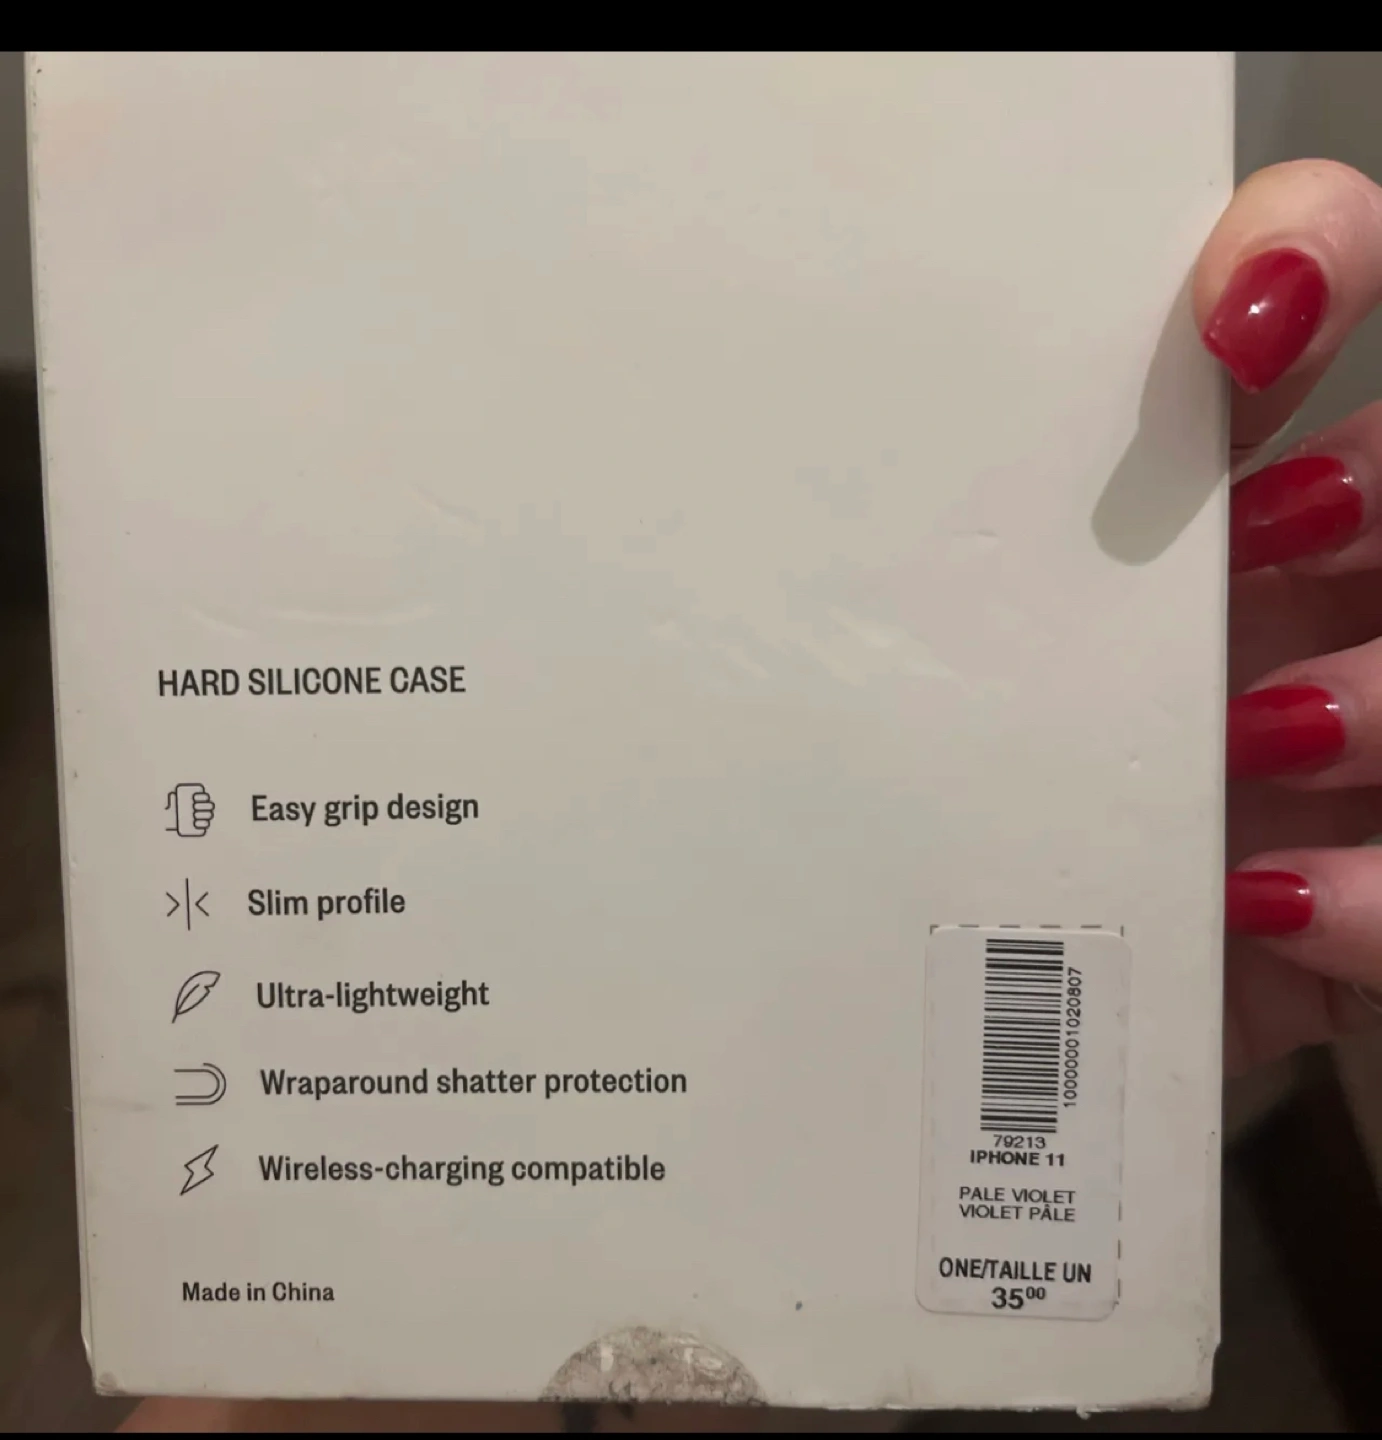 HARD SILICONE CASE
Easy grip design
Slim profile
Ultra-lightweight
Wraparound shatter protection
Wireless-charging compatible
Made in China
1000001020807
79213
IPHONE 11
PALE VIOLET
VIOLET PÂLE
ONE/TAILLE UN
35⁰⁰